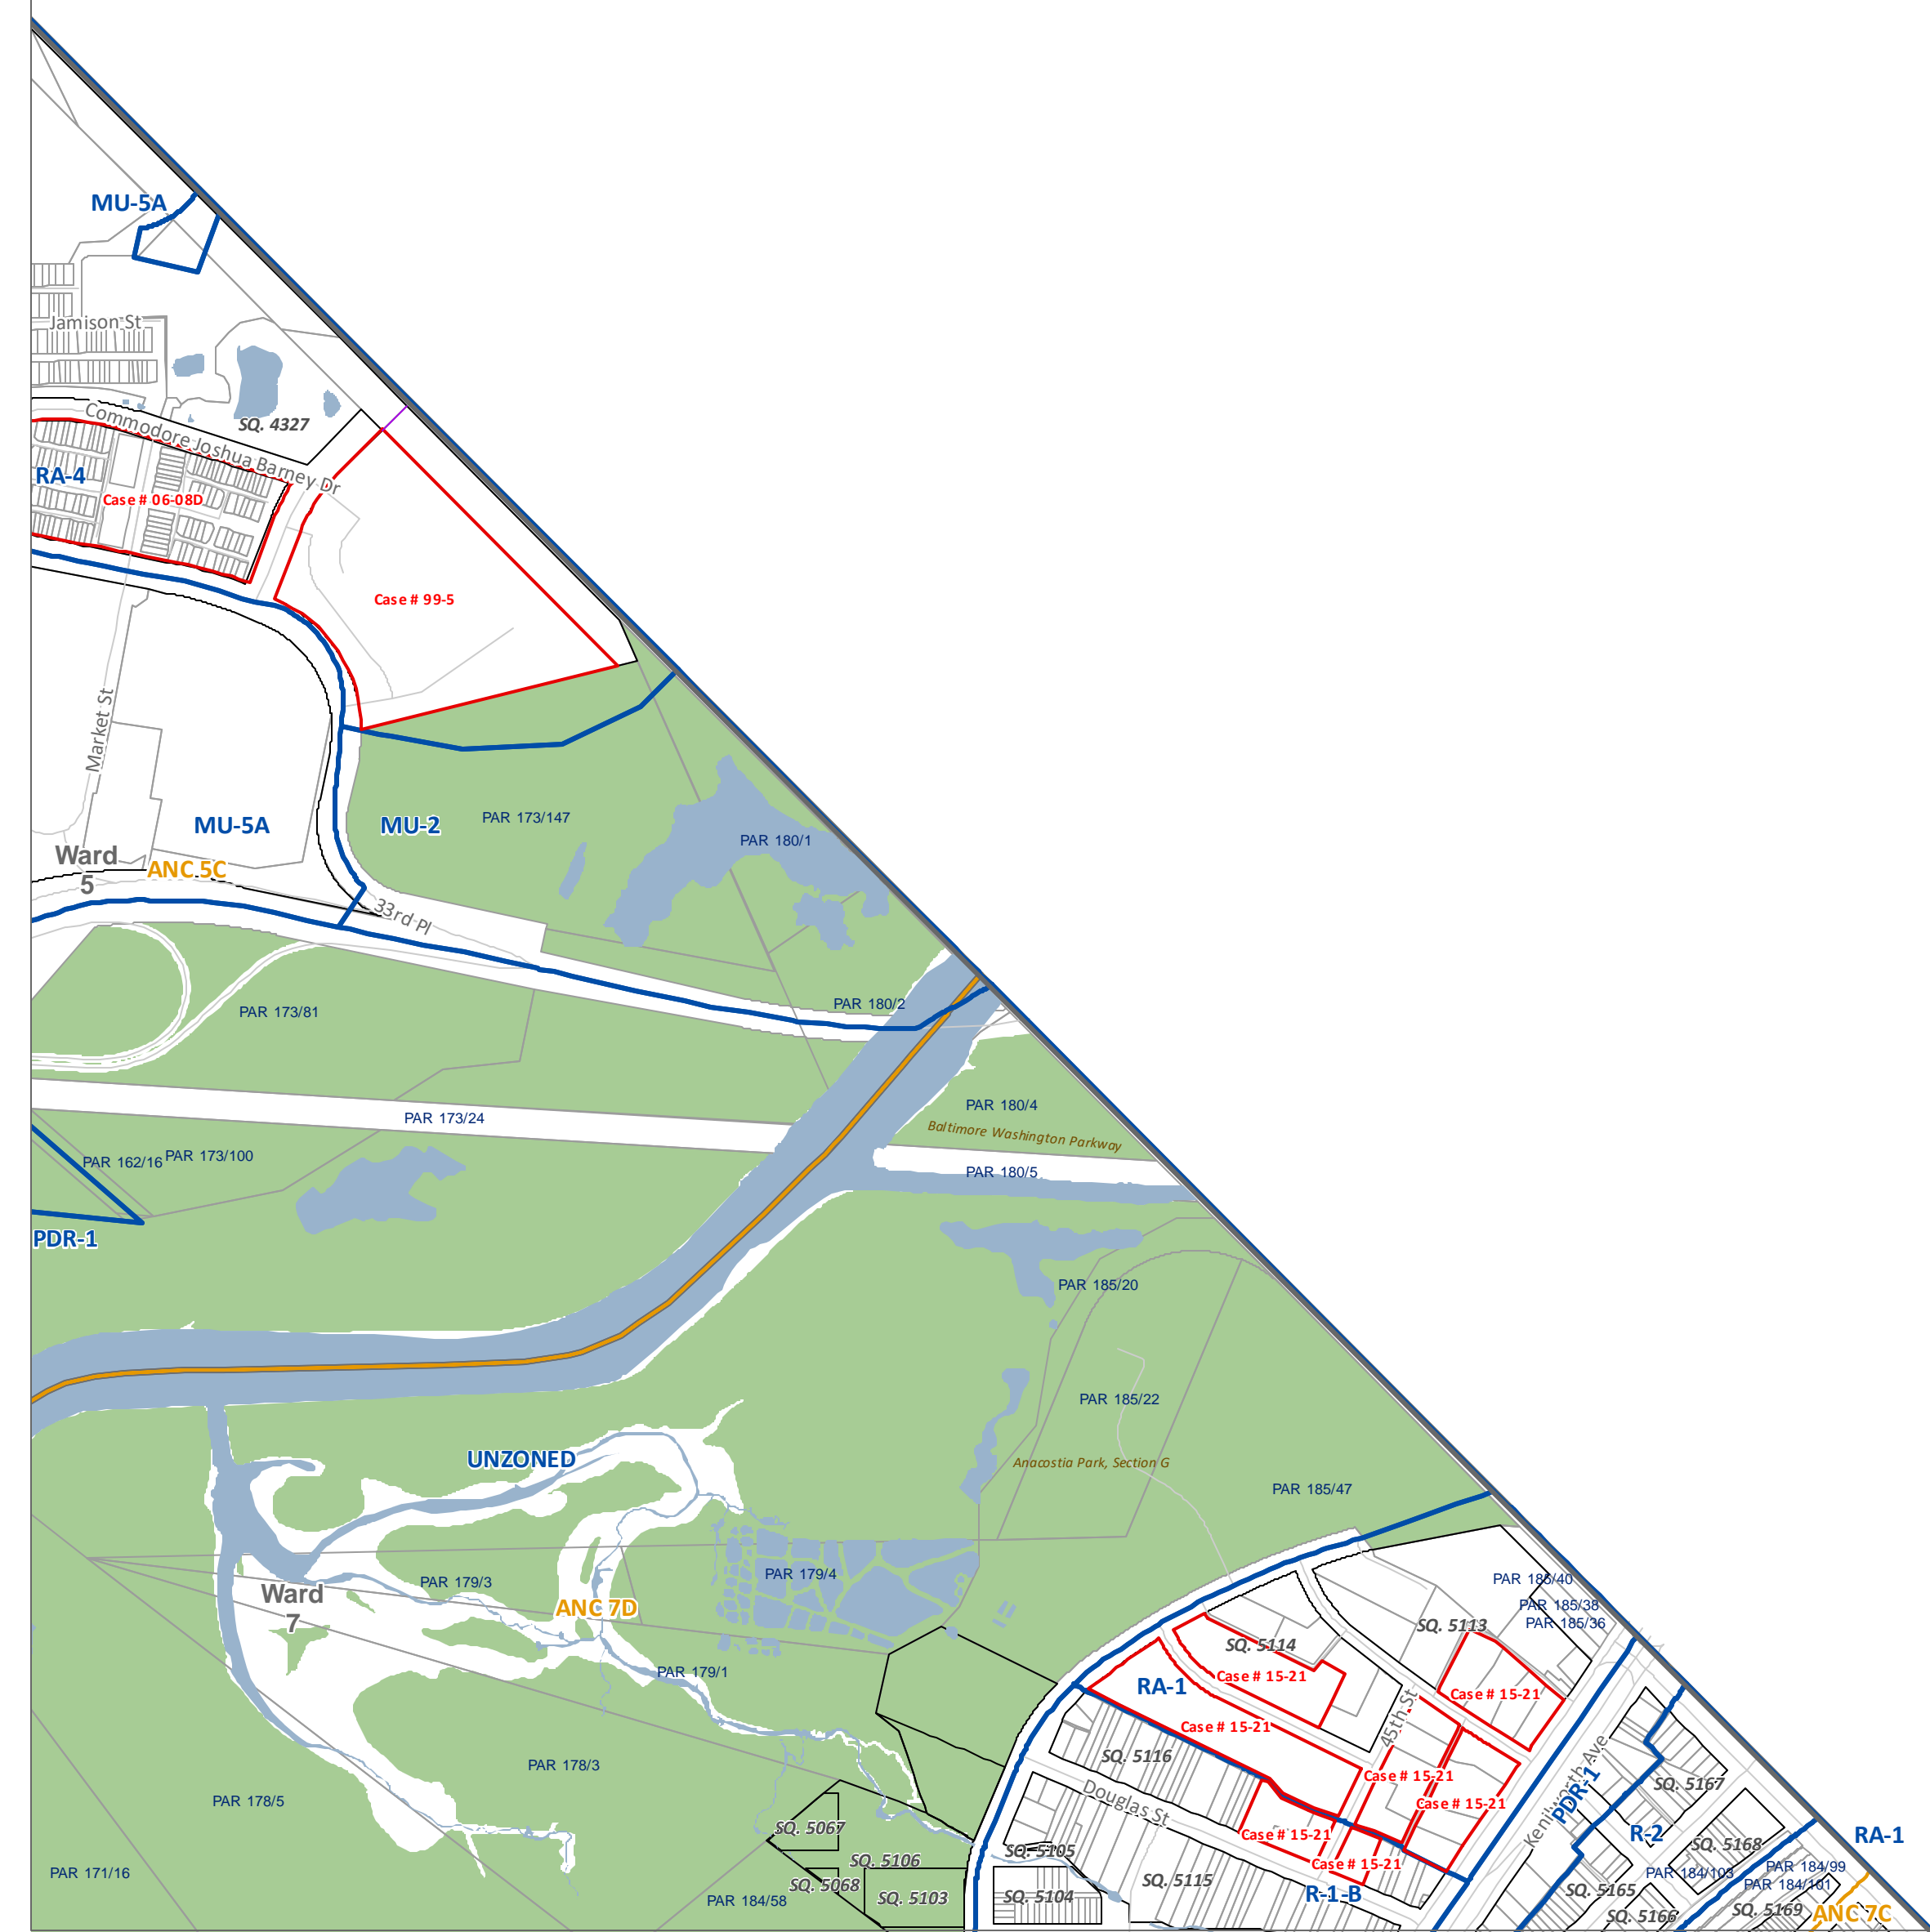 MU-5A
Jamison St
SQ. 4327
Commodore Joshua Barney Dr
RA-4
Case # 06-08D
Case # 99-5
Market St
MU-5A
MU-2
PAR 173/147
PAR 180/1
Ward
5
ANC 5C
33rd Pl
PAR 180/2
PAR 173/81
PAR 180/4
PAR 173/24
Baltimore Washington Parkway
PAR 162/16
PAR 173/100
PAR 180/5
PDR-1
PAR 185/20
PAR 185/22
UNZONED
Anacostia Park, Section G
PAR 185/47
PAR 179/4
PAR 179/3
PAR 185/40
Ward
7
ANC 7D
PAR 185/38
PAR 185/36
SQ. 5113
SQ. 5114
PAR 179/1
Case # 15-21
RA-1
Case # 15-21
45th St
Case # 15-21
SQ. 5116
PAR 178/3
Case # 15-21
Kenilworth Ave
PDR-1
SQ. 5167
PAR 178/5
Douglas St
Case # 15-21
SQ. 5067
Case # 15-21
R-2
RA-1
SQ. 5168
SQ. 5106
SQ. 5105
Case # 15-21
PAR 171/16
PAR 184/103
PAR 184/99
SQ. 5068
PAR 184/101
SQ. 5115
SQ. 5165
R-1-B
PAR 184/58
SQ. 5103
SQ. 5104
SQ. 5166
SQ. 5169
ANC 7C